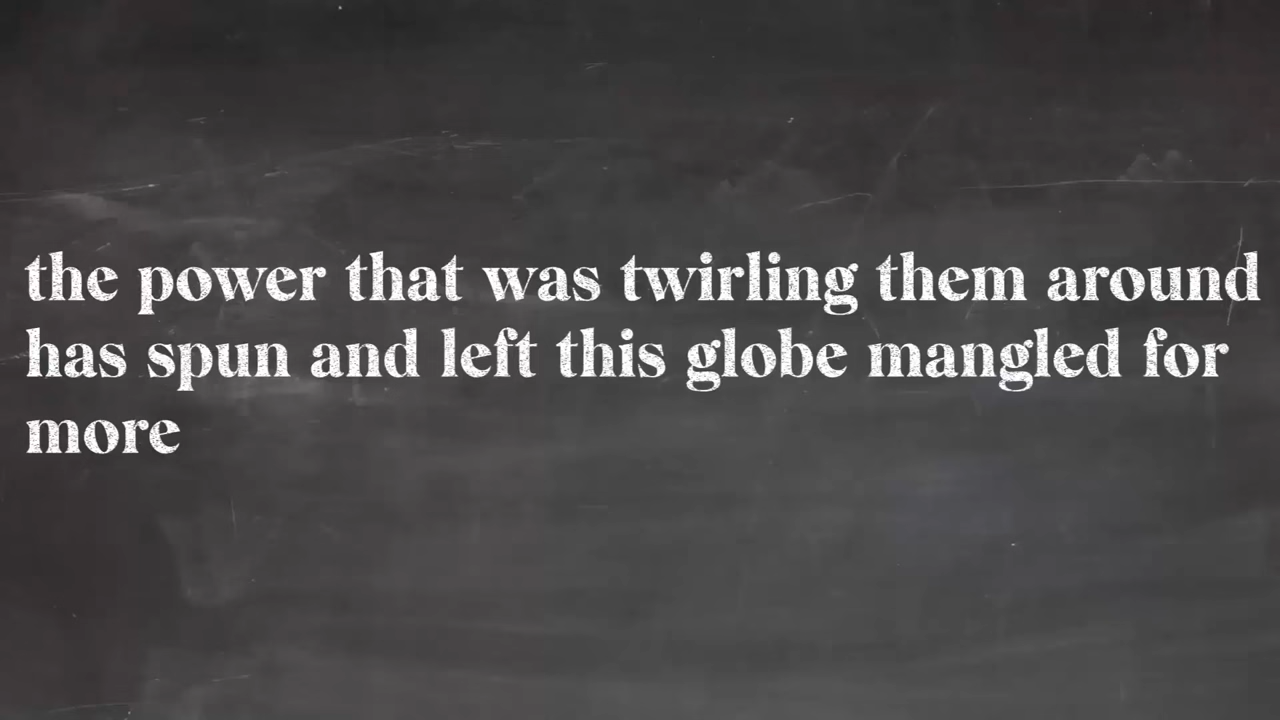 the power that was twirling them around
has spun and left this globe mangled for
more